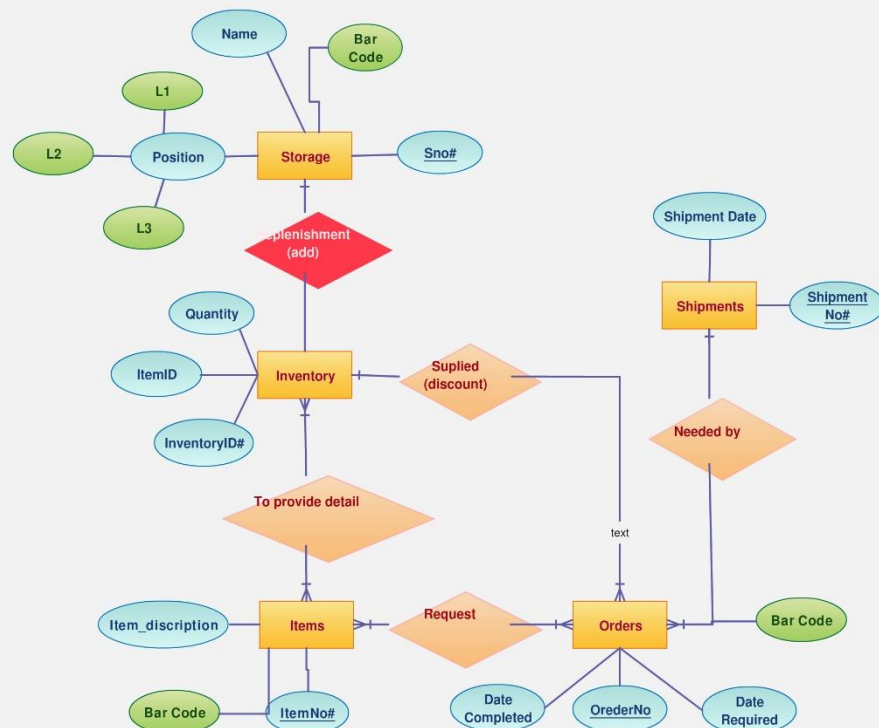 Name
Bar
Code
L1
L2
Position
Storage
Sno#
L3
Shipment Date
plenishment
(add)
Shipments
Shipment
No#
Quantity
ItemID
Inventory
Suplied
(discount)
InventoryID#
Needed by
To provide detail
text
Item_discription
Items
Request
Orders
Bar Code
Bar Code
ItemNo#
Date
Completed
OrederNo
Date
Required